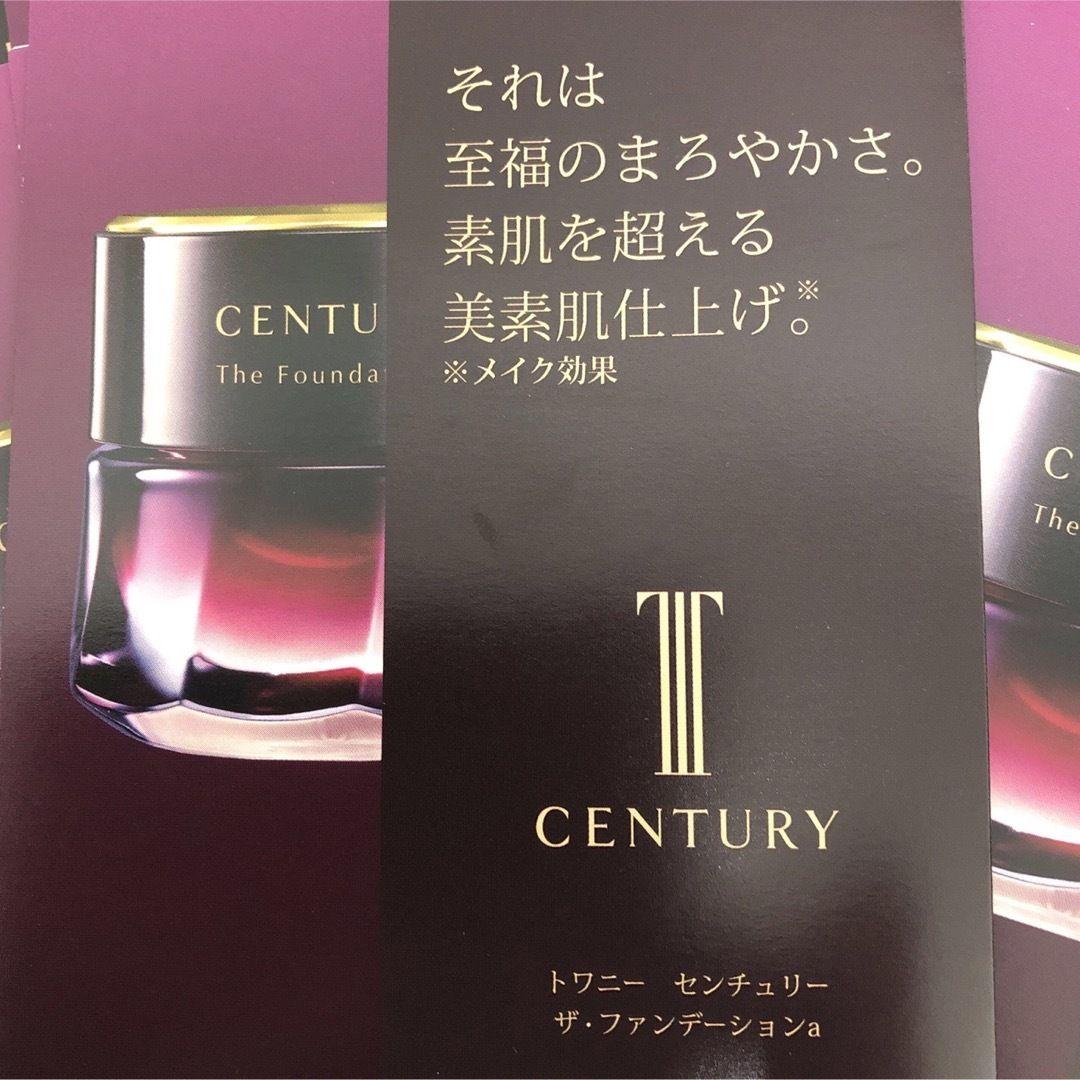 それは
至福のまろやかさ。
素肌を超える
美素肌仕上げ。※
※メイク効果
CENTURY
トワニー　センチュリー
ザ・ファンデーションa
CENTU
The Founda
C
The